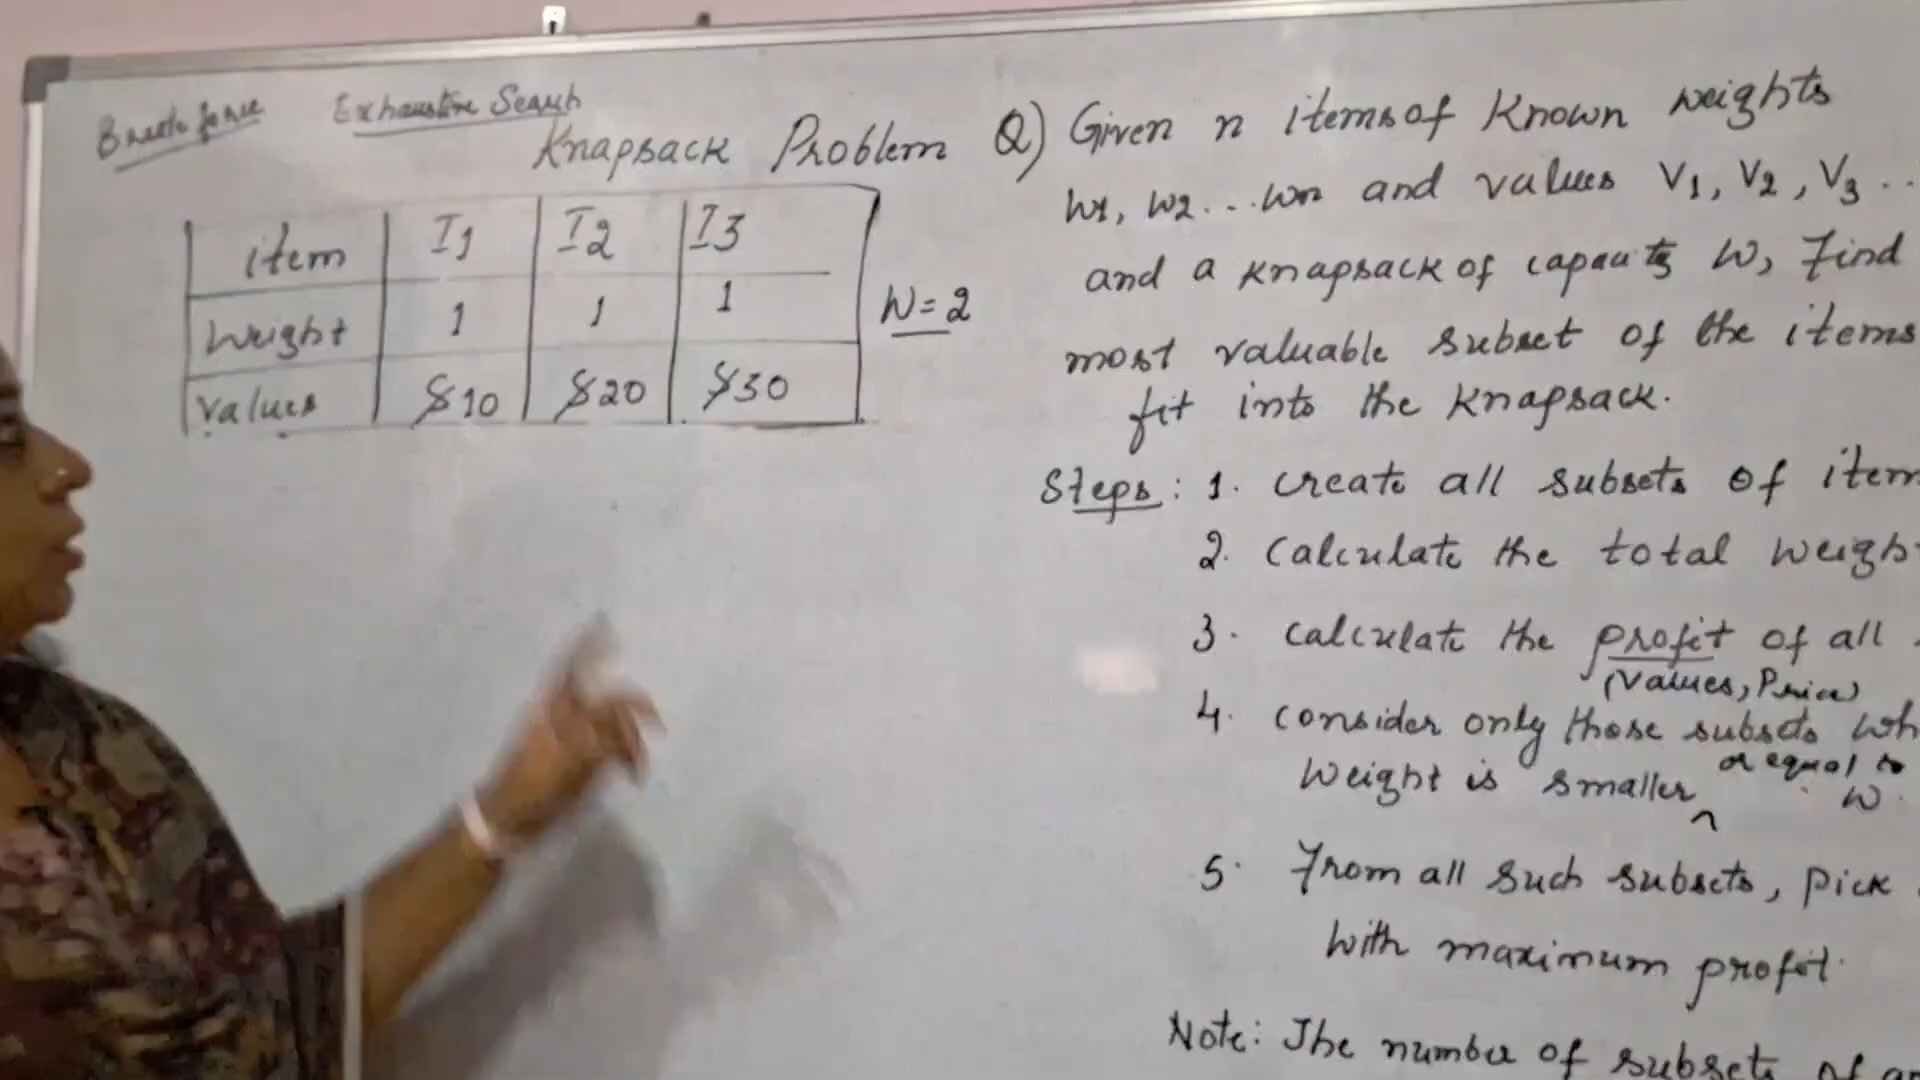 Brute force Exhaustive Search
Knapsack Problem
item I1 I2 I3
Weight 1 1 1
values $10 $20 $30
W=2
Q) Given n items of known weights
w1, w2...wn and values V1, V2, V3..
and a knapsack of capacity W, Find
most valuable subset of the items
fit into the knapsack.
Steps: 1. create all subsets of item
2. calculate the total weigh
3. calculate the profit of all
(values, Price)
4. consider only those subsets wh
weight is smaller or equal to W.
5. From all such subsets, pick
with maximum profit.
Note: The number of subsets of an